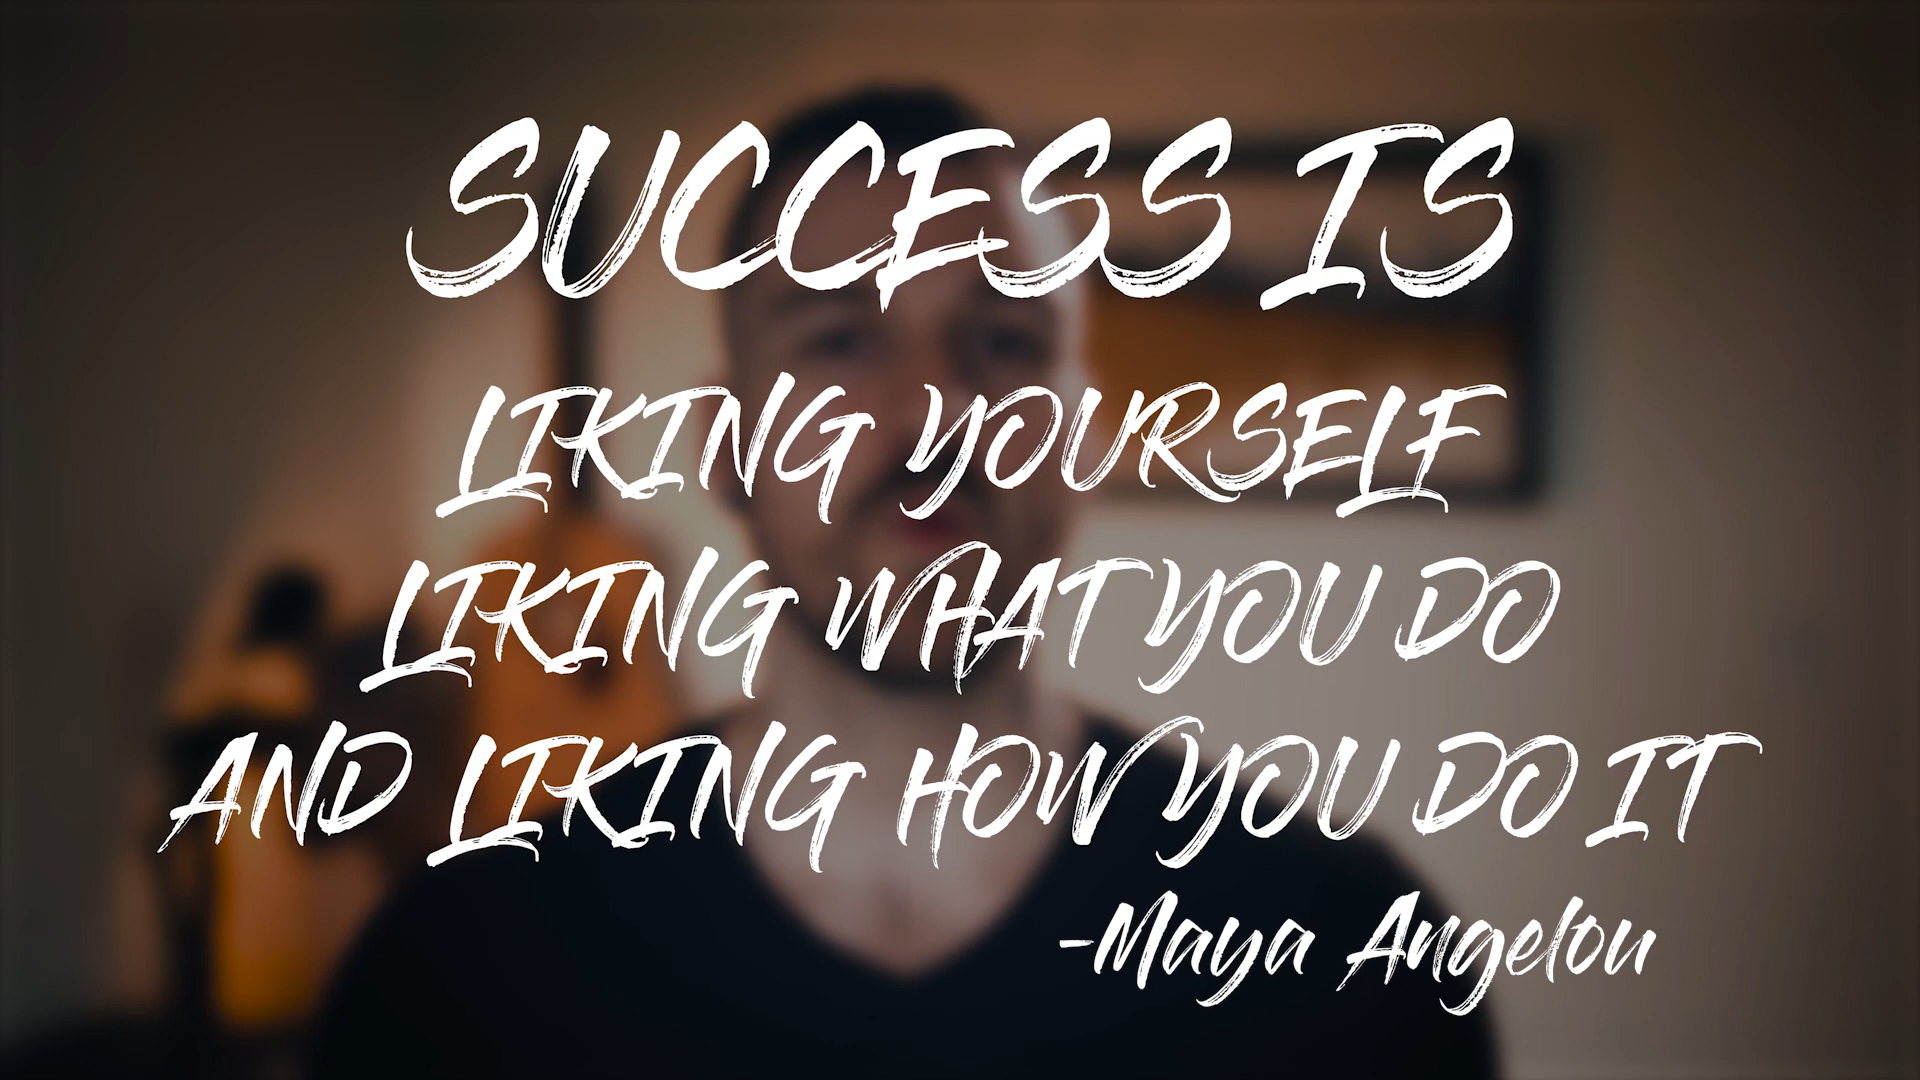 SUCCESS IS
LIKING YOURSELF
LIKING WHAT YOU DO
AND LIKING HOW YOU DO IT
-Maya Angelou